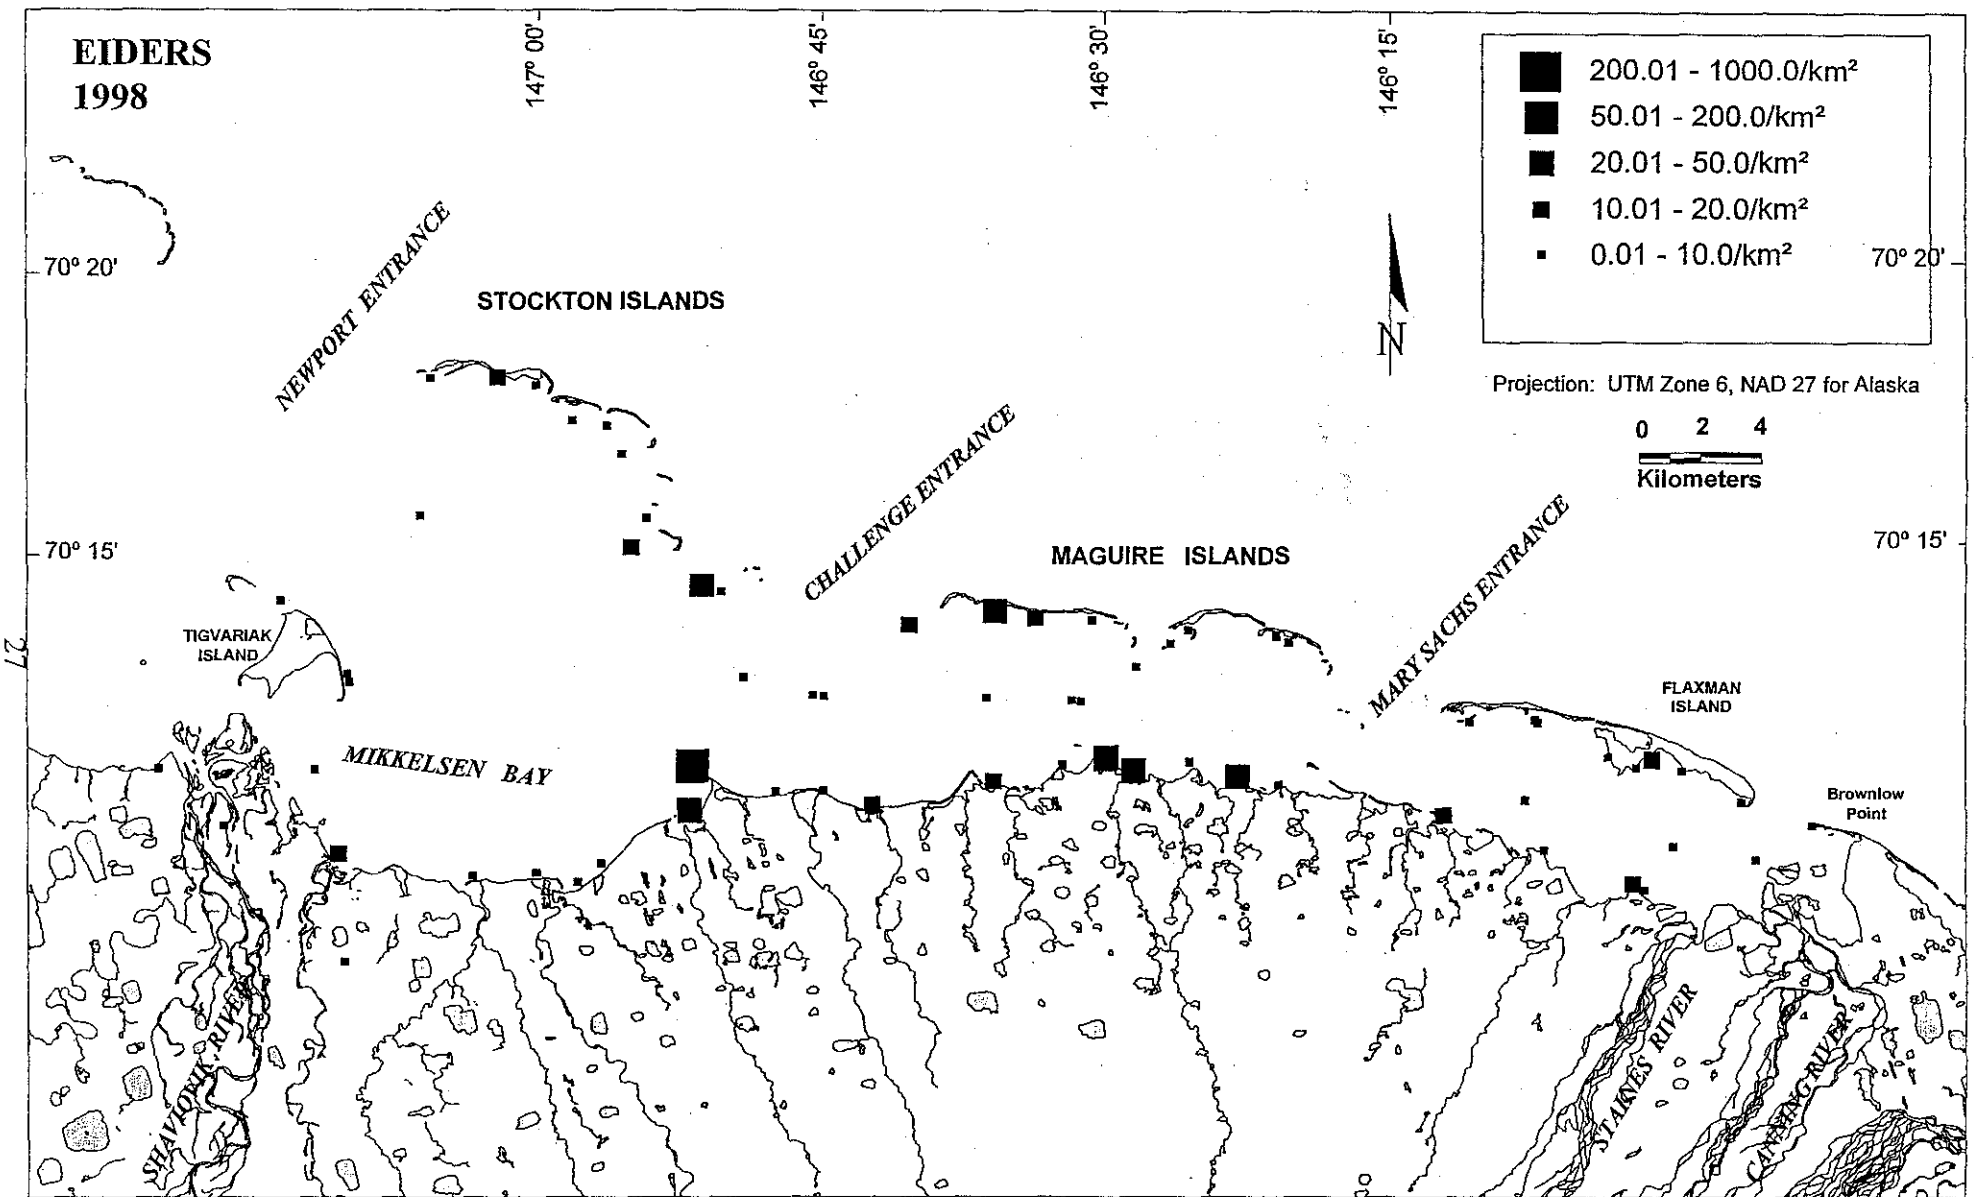 EIDERS
1998
147° 00'
146° 45'
146° 30'
146° 15'
200.01 - 1000.0/km²
50.01 - 200.0/km²
20.01 - 50.0/km²
10.01 - 20.0/km²
0.01 - 10.0/km²
70° 20'
70° 20'
NEWPORT ENTRANCE
STOCKTON ISLANDS
N
Projection: UTM Zone 6, NAD 27 for Alaska
0 2 4
Kilometers
CHALLENGE ENTRANCE
MARY SACHS ENTRANCE
70° 15'
70° 15'
MAGUIRE ISLANDS
TIGVARIAK
ISLAND
27
FLAXMAN
ISLAND
MIKKELSEN BAY
Brownlow
Point
SHAVIOVIK RIVER
STAINES RIVER
CANNING RIVER